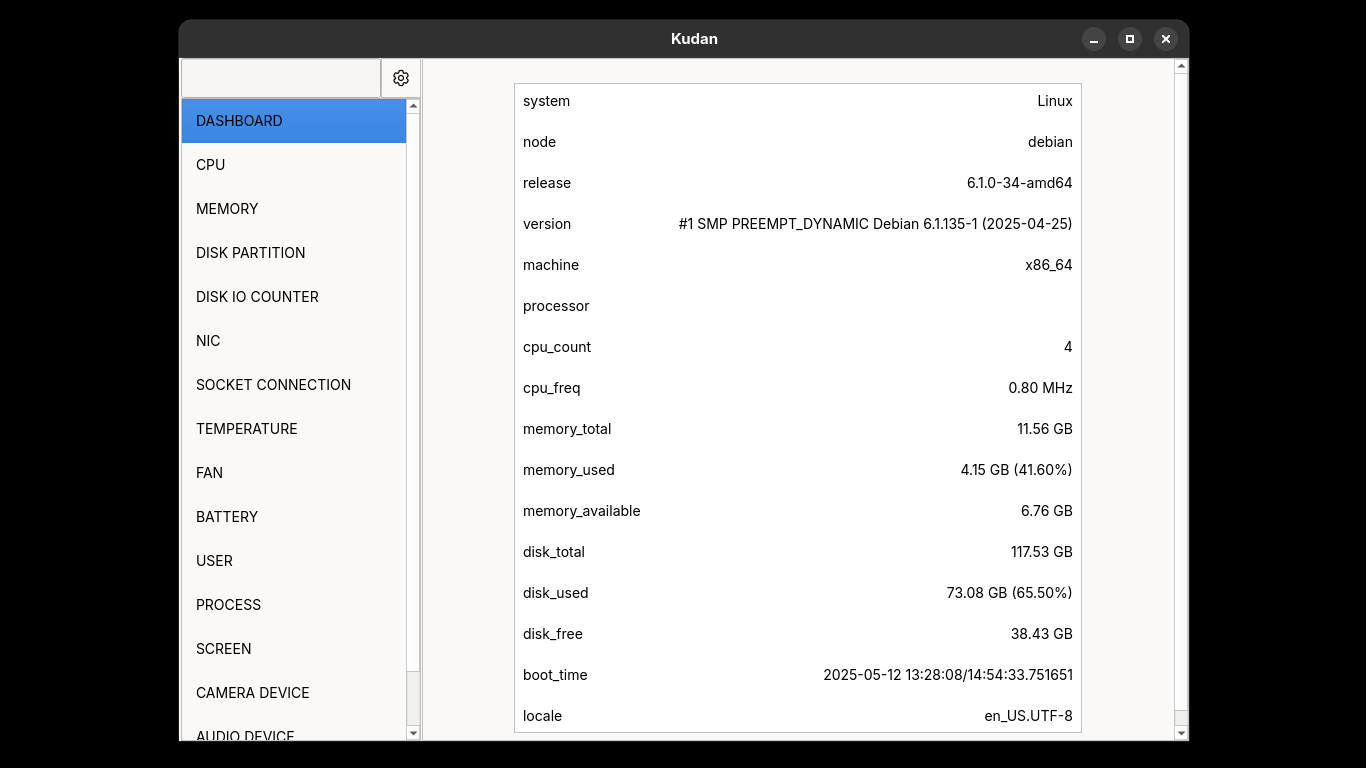 Kudan
DASHBOARD
CPU
MEMORY
DISK PARTITION
DISK IO COUNTER
NIC
SOCKET CONNECTION
TEMPERATURE
FAN
BATTERY
USER
PROCESS
SCREEN
CAMERA DEVICE
AUDIO DEVICE
system Linux
node debian
release 6.1.0-34-amd64
version #1 SMP PREEMPT_DYNAMIC Debian 6.1.135-1 (2025-04-25)
machine x86_64
processor
cpu_count 4
cpu_freq 0.80 MHz
memory_total 11.56 GB
memory_used 4.15 GB (41.60%)
memory_available 6.76 GB
disk_total 117.53 GB
disk_used 73.08 GB (65.50%)
disk_free 38.43 GB
boot_time 2025-05-12 13:28:08/14:54:33.751651
locale en_US.UTF-8